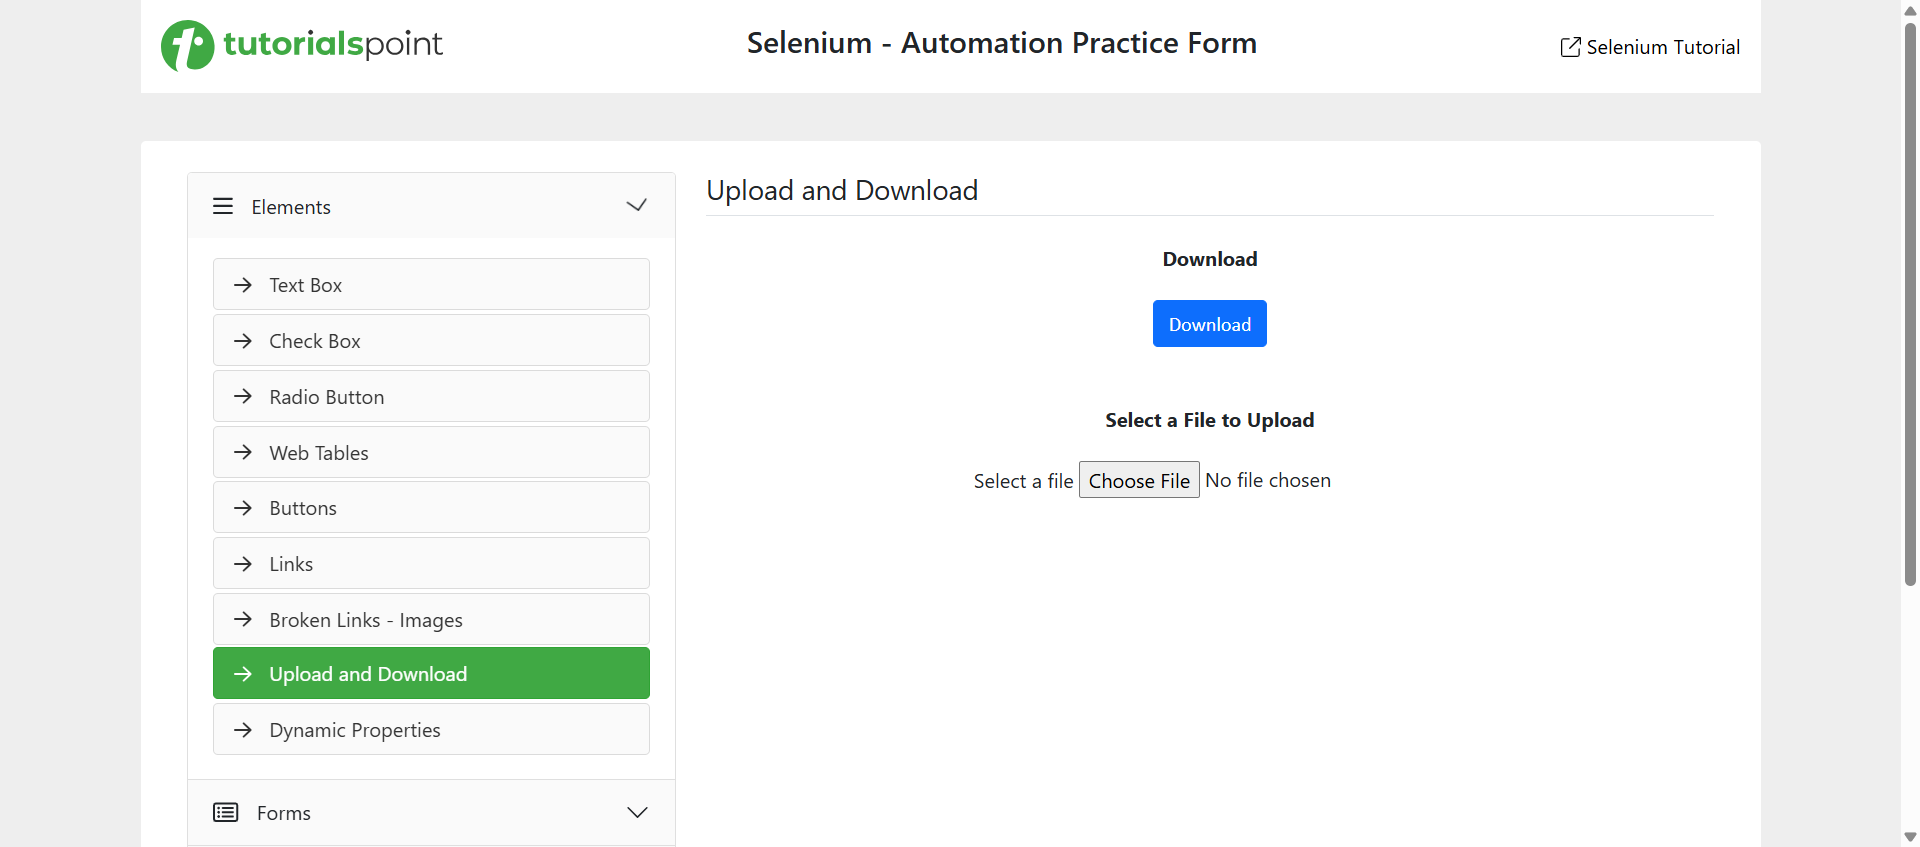 tutorialspoint
Selenium - Automation Practice Form
Selenium Tutorial
Elements
Text Box
Check Box
Radio Button
Web Tables
Buttons
Links
Broken Links - Images
Upload and Download
Dynamic Properties
Forms
Upload and Download
Download
Download
Select a File to Upload
Select a file Choose File No file chosen